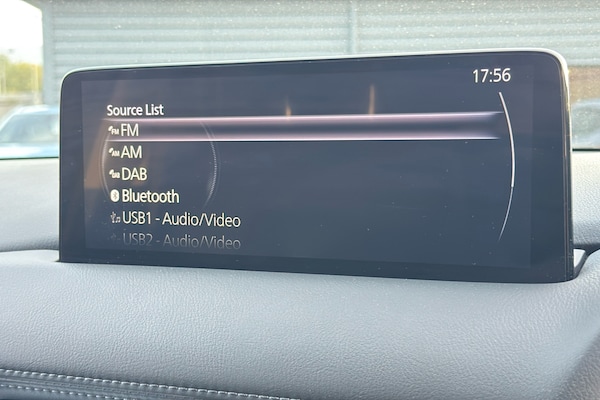 17:56
Source List
FM
AM
DAB
Bluetooth
USB1 - Audio/Video
USB2 - Audio/Video